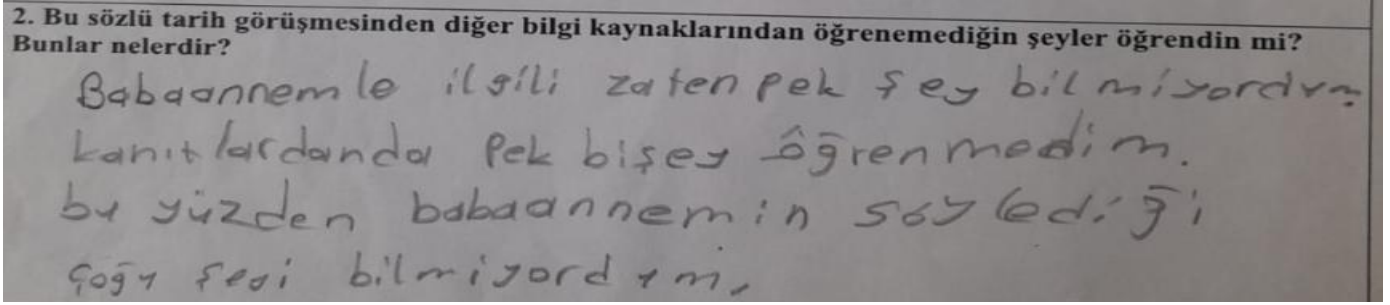 2. Bu sözlü tarih görüşmesinden diğer bilgi kaynaklarından öğrenemediğin şeyler öğrendin mi?
Bunlar nelerdir?
Babaannemle ilgili zaten pek şey bilmiyordum
kanıtlardanda pek bişey öğrenmedim.
bu yüzden babaannemin söylediği
çoğu şeyi bilmiyordum.